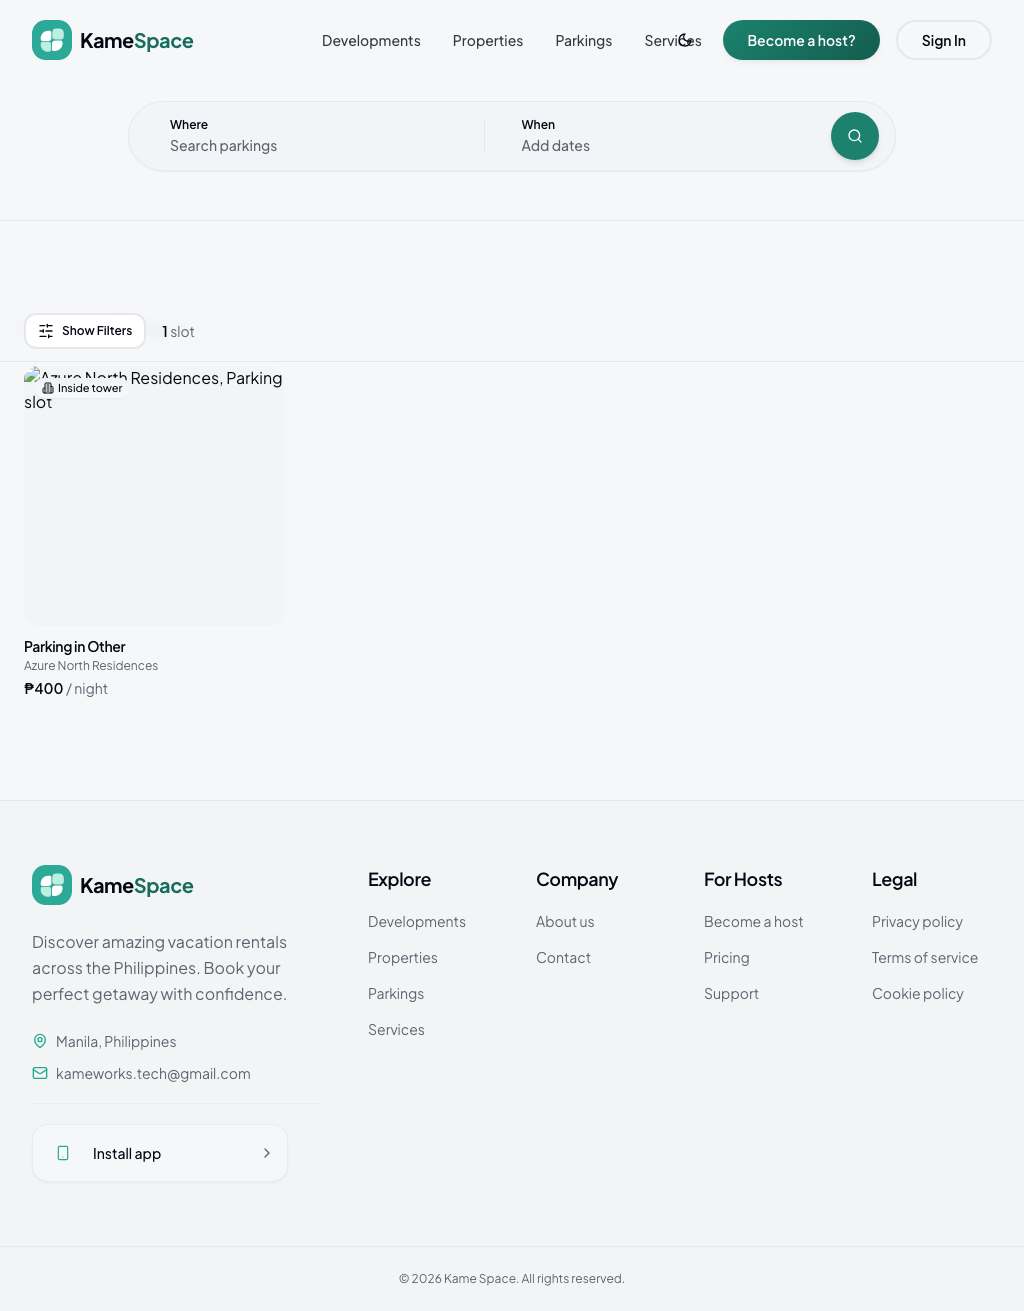 KameSpace
Developments Properties Parkings Services Become a host? Sign In
Where When
Search parkings Add dates
Show Filters 1 slot
Azure North Residences, Parking
Inside tower
slot
Parking in Other
Azure North Residences
₱400 / night
KameSpace
Discover amazing vacation rentals
across the Philippines. Book your
perfect getaway with confidence.
Manila, Philippines
kameworks.tech@gmail.com
Install app
Explore
Developments
Properties
Parkings
Services
Company
About us
Contact
For Hosts
Become a host
Pricing
Support
Legal
Privacy policy
Terms of service
Cookie policy
© 2026 Kame Space. All rights reserved.